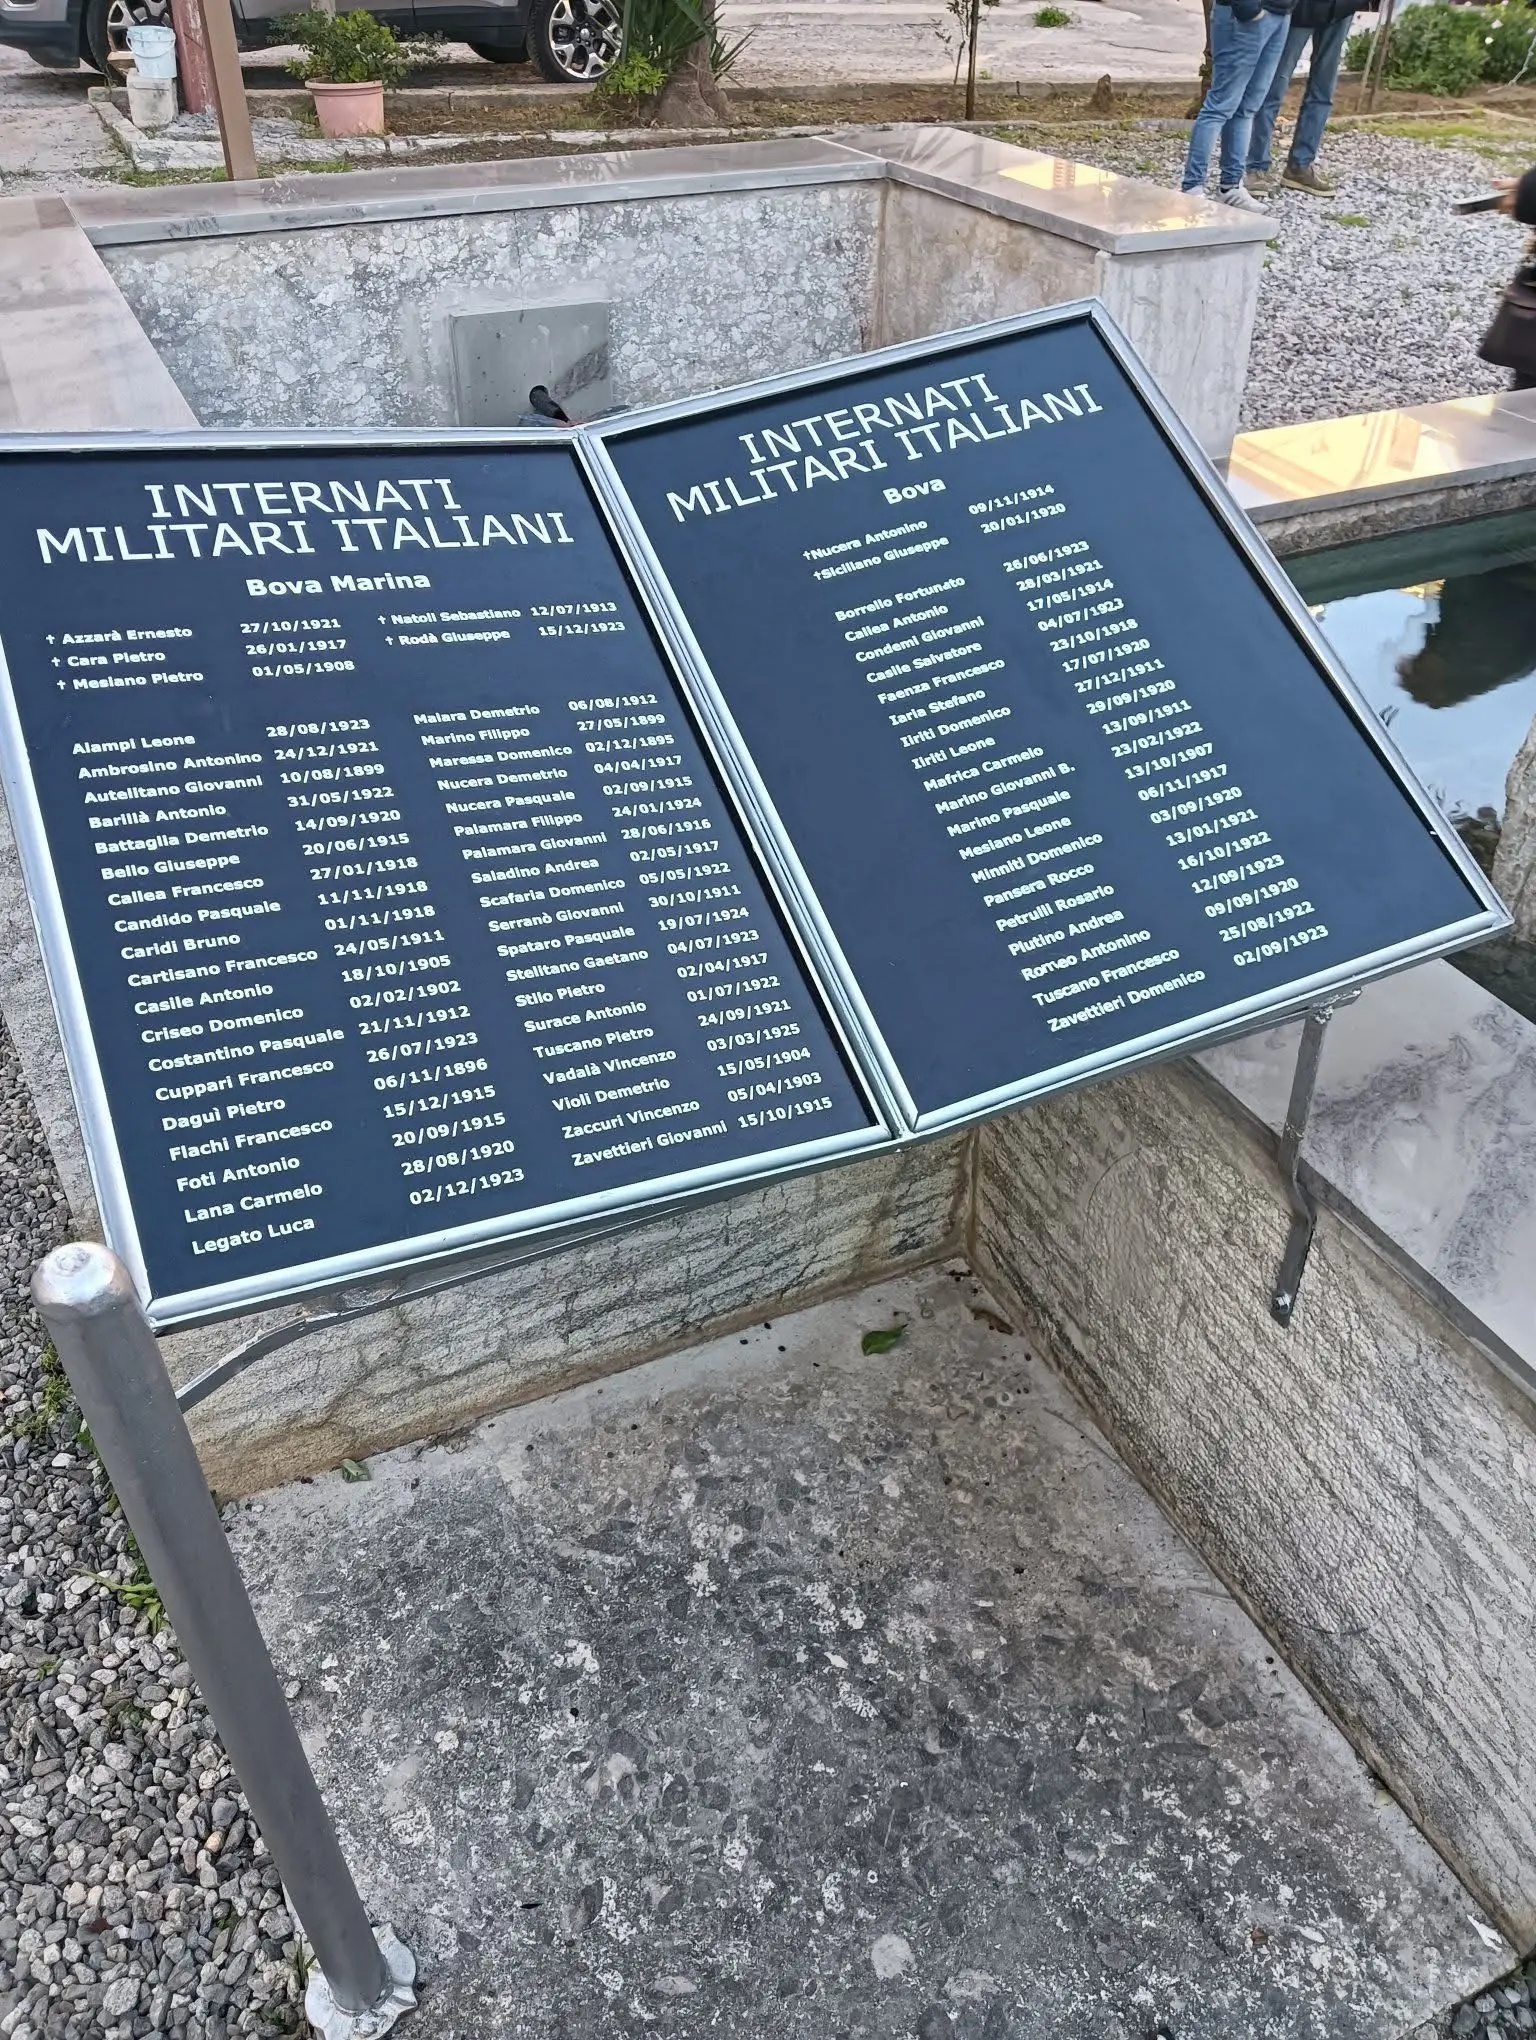 INTERNATI
MILITARI ITALIANI
Bova Marina
† Azzarà Ernesto 27/10/1921
† Cara Pietro 26/01/1917
† Mesiano Pietro 01/05/1908
† Natoli Sebastiano 12/07/1913
† Rodà Giuseppe 15/12/1923
Alampi Leone 28/08/1923
Ambrosino Antonino 24/12/1921
Autelitano Giovanni 10/08/1899
Barillà Antonio 31/05/1922
Battaglia Demetrio 14/09/1920
Bello Giuseppe 20/06/1915
Callea Francesco 27/01/1918
Candido Pasquale 11/11/1918
Caridi Bruno 01/11/1918
Cartisano Francesco 24/05/1911
Casile Antonio 18/10/1905
Criseo Domenico 02/02/1902
Costantino Pasquale 21/11/1912
Cuppari Francesco 26/07/1923
Daguì Pietro 06/11/1896
Flachi Francesco 15/12/1915
Foti Antonio 20/09/1915
Lana Carmelo 28/08/1920
Legato Luca 02/12/1923
Malara Demetrio 06/08/1912
Marino Filippo 27/05/1899
Maressa Domenico 02/12/1895
Nucera Demetrio 04/04/1917
Nucera Pasquale 02/09/1915
Palamara Filippo 24/01/1924
Palamara Giovanni 28/06/1916
Saladino Andrea 02/05/1917
Scafaria Domenico 05/05/1922
Serranò Giovanni 30/10/1911
Spataro Pasquale 19/07/1924
Stelitano Gaetano 04/07/1923
Stilo Pietro 02/04/1917
Surace Antonio 01/07/1922
Tuscano Pietro 24/09/1921
Vadalà Vincenzo 03/03/1925
Violi Demetrio 15/05/1904
Zaccuri Vincenzo 05/04/1903
Zavettieri Giovanni 15/10/1915
INTERNATI
MILITARI ITALIANI
Bova
†Nucera Antonino 09/11/1914
†Siciliano Giuseppe 20/01/1920
Borrello Fortunato 26/06/1923
Callea Antonio 28/03/1921
Condemi Giovanni 17/05/1914
Casile Salvatore 04/07/1923
Faenza Francesco 23/10/1918
Iaria Stefano 17/07/1920
Iiriti Domenico 27/12/1911
Iiriti Leone 29/09/1920
Mafrica Carmelo 13/09/1911
Marino Giovanni B. 23/02/1922
Marino Pasquale 13/10/1907
Mesiano Leone 06/11/1917
Minniti Domenico 03/09/1920
Pansera Rocco 13/01/1921
Petrulli Rosario 16/10/1922
Plutino Andrea 12/09/1923
Romeo Antonino 09/09/1920
Tuscano Francesco 25/08/1922
Zavettieri Domenico 02/09/1923